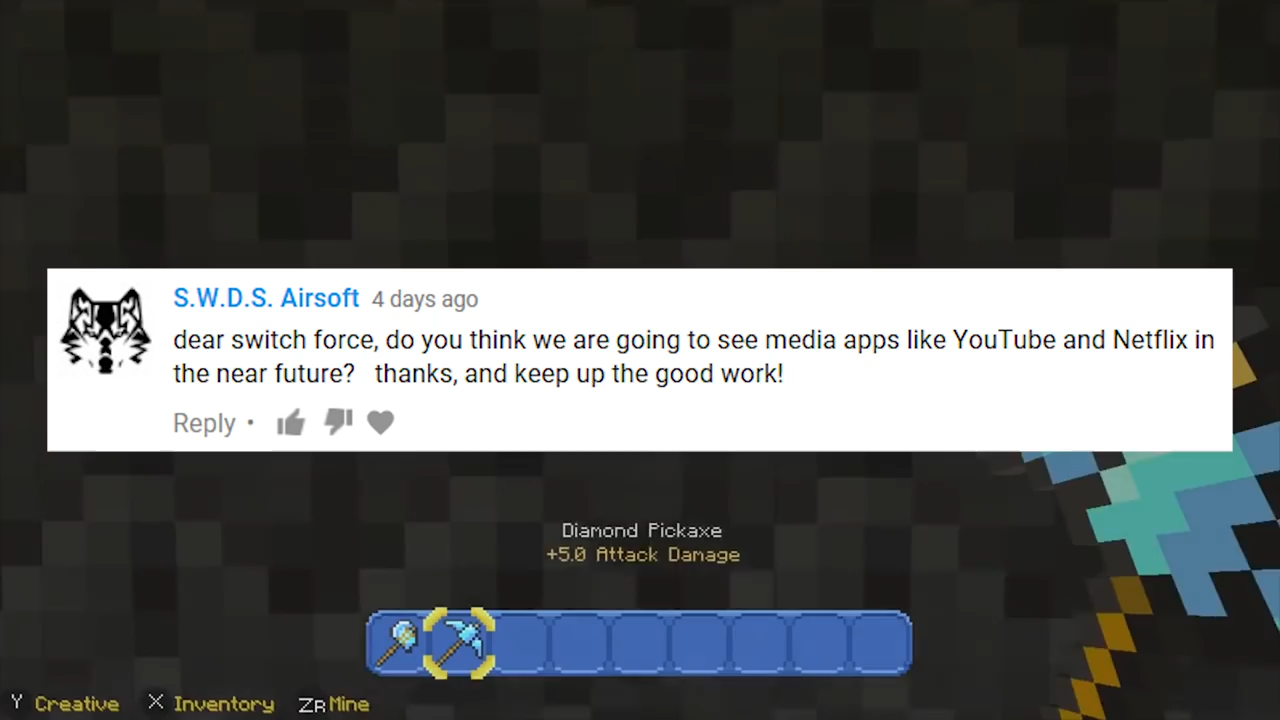 S.W.D.S. Airsoft 4 days ago
dear switch force, do you think we are going to see media apps like YouTube and Netflix in
the near future?   thanks, and keep up the good work!
Reply •
Diamond Pickaxe
+5.0 Attack Damage
Y Creative X Inventory ZR Mine